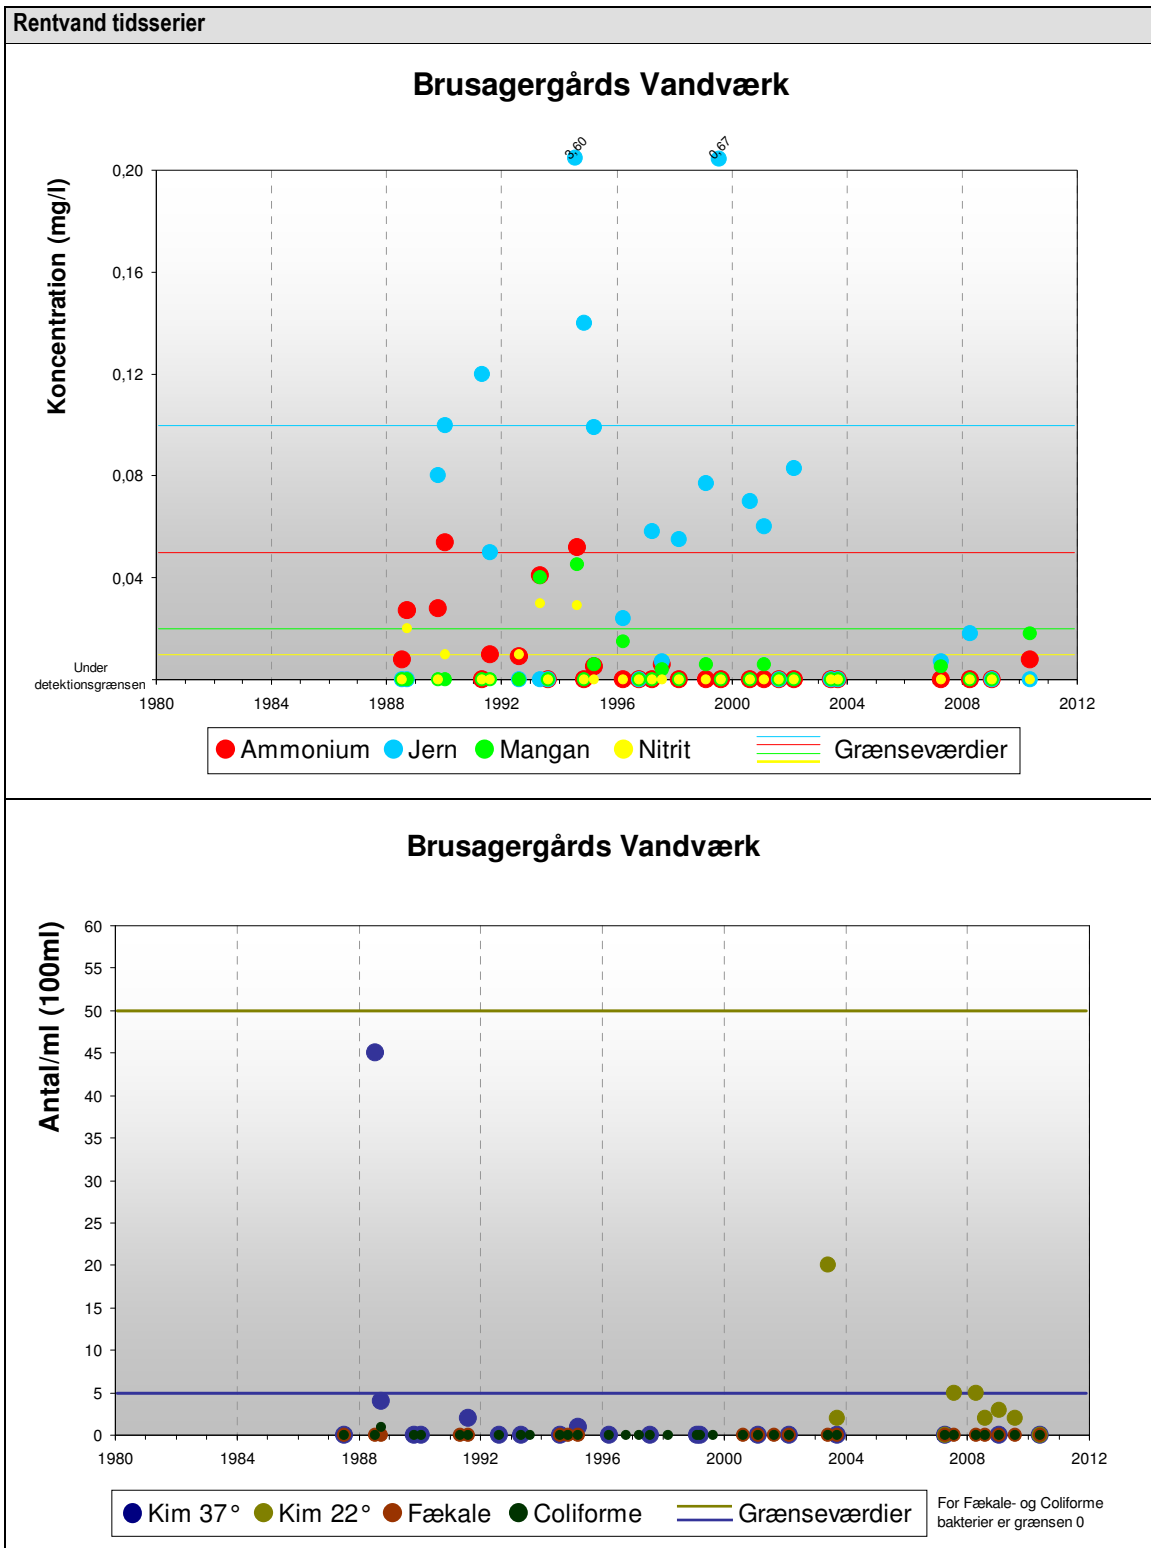 Rentvand tidsserier
Brusagergårds Vandværk
3,60
0,67
Koncentration (mg/l)
0,20
0,16
0,12
0,08
0,04
Under
detektionsgrænsen
1980 1984 1988 1992 1996 2000 2004 2008 2012
Ammonium Jern Mangan Nitrit Grænseværdier
Brusagergårds Vandværk
Antal/ml (100ml)
60
55
50
45
40
35
30
25
20
15
10
5
0
1980 1984 1988 1992 1996 2000 2004 2008 2012
Kim 37° Kim 22° Fækale Coliforme Grænseværdier
For Fækale- og Coliforme
bakterier er grænsen 0